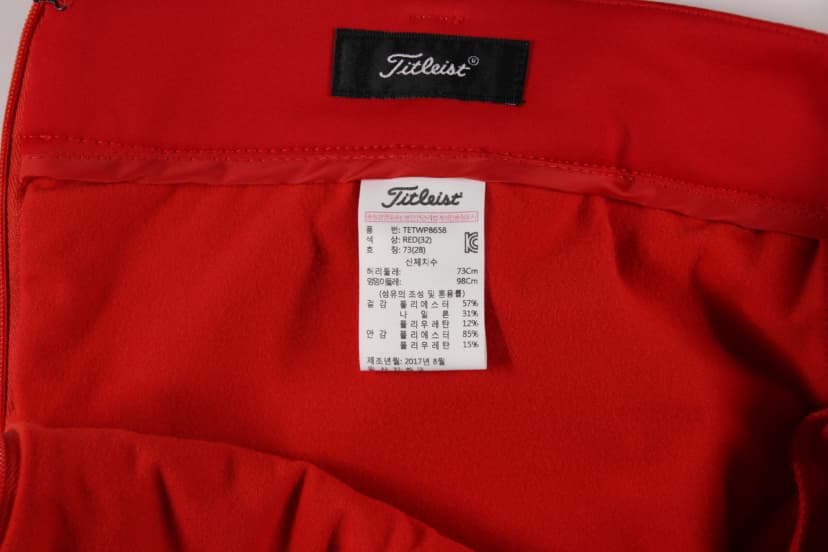 Titleist®
Titleist
품 번: TETWP8658
색 상: RED(32)
호 칭: 73(28)
신체치수
허리둘레: 73Cm
엉덩이둘레: 98Cm
(섬유의 조성 및 혼용률)
겉 감 폴리에스터 57%
나 일 론 31%
폴리우레탄 12%
안 감 폴리에스터 85%
폴리우레탄 15%
제조년월: 2017년 8월